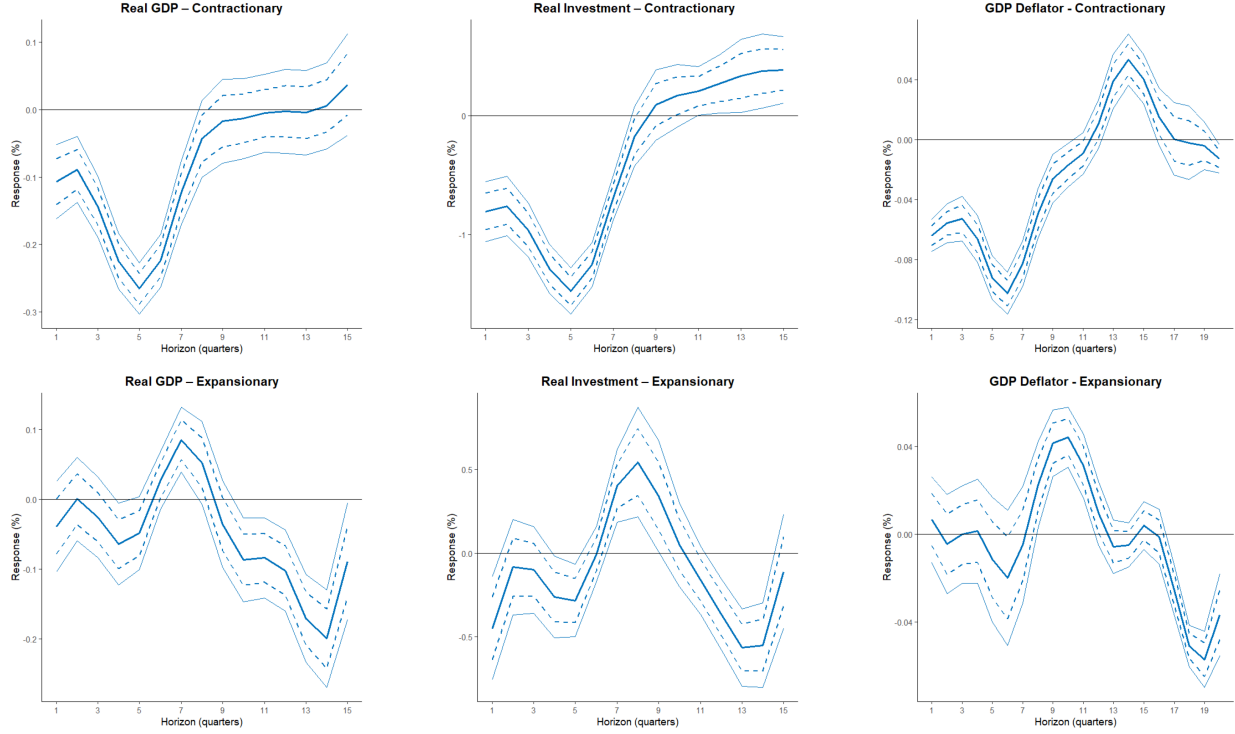 Real GDP – Contractionary
0.1
0.0
-0.1
-0.2
-0.3
Response (%)
1 3 5 7 9 11 13 15
Horizon (quarters)
Real Investment – Contractionary
0
-1
Response (%)
1 3 5 7 9 11 13 15
Horizon (quarters)
GDP Deflator - Contractionary
0.04
0.00
-0.04
-0.08
-0.12
Response (%)
1 3 5 7 9 11 13 15 17 19
Horizon (quarters)
Real GDP – Expansionary
0.1
0.0
-0.1
-0.2
Response (%)
1 3 5 7 9 11 13 15
Horizon (quarters)
Real Investment – Expansionary
0.5
0.0
-0.5
Response (%)
1 3 5 7 9 11 13 15
Horizon (quarters)
GDP Deflator - Expansionary
0.04
0.00
-0.04
Response (%)
1 3 5 7 9 11 13 15 17 19
Horizon (quarters)